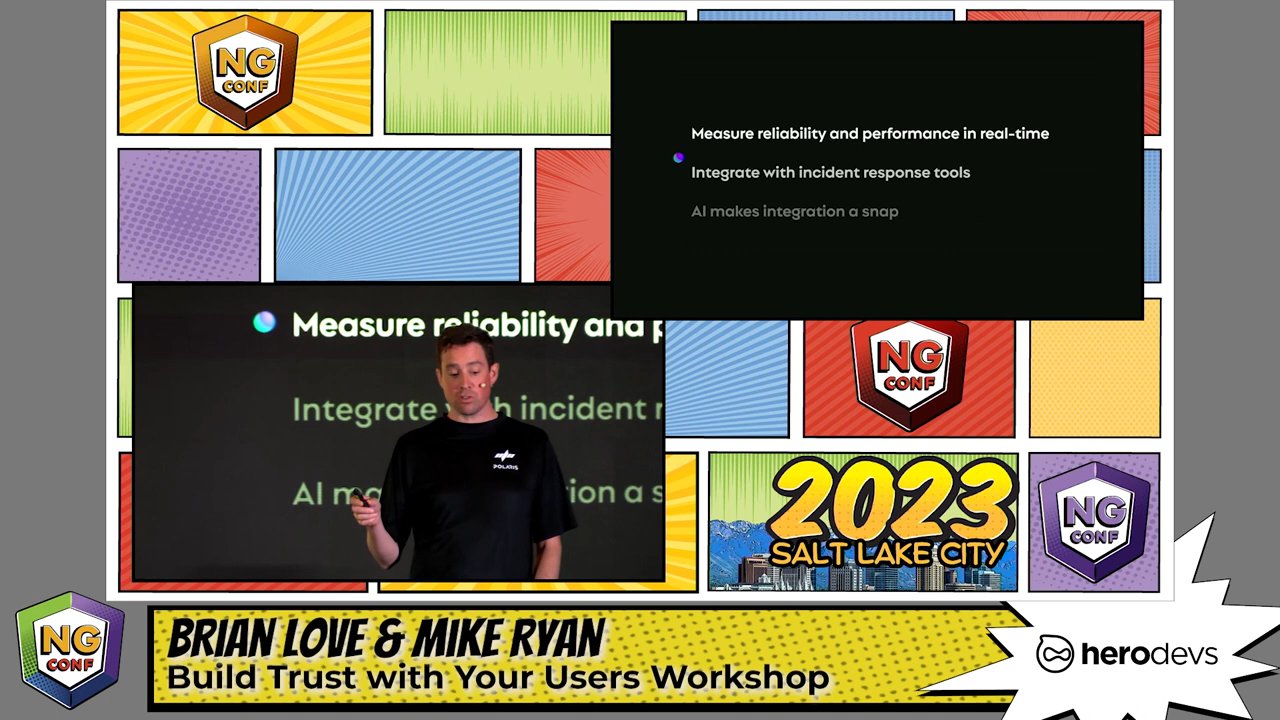 NG
CONF
Measure reliability and performance in real-time
Integrate with incident response tools
AI makes integration a snap
Measure reliability and p
Integrate h incident
AI ion a s
POLARIS
NG
CONF
2023
SALT LAKE CITY
NG
CONF
NG
CONF
BRIAN LOVE & MIKE RYAN
Build Trust with Your Users Workshop
herodevs